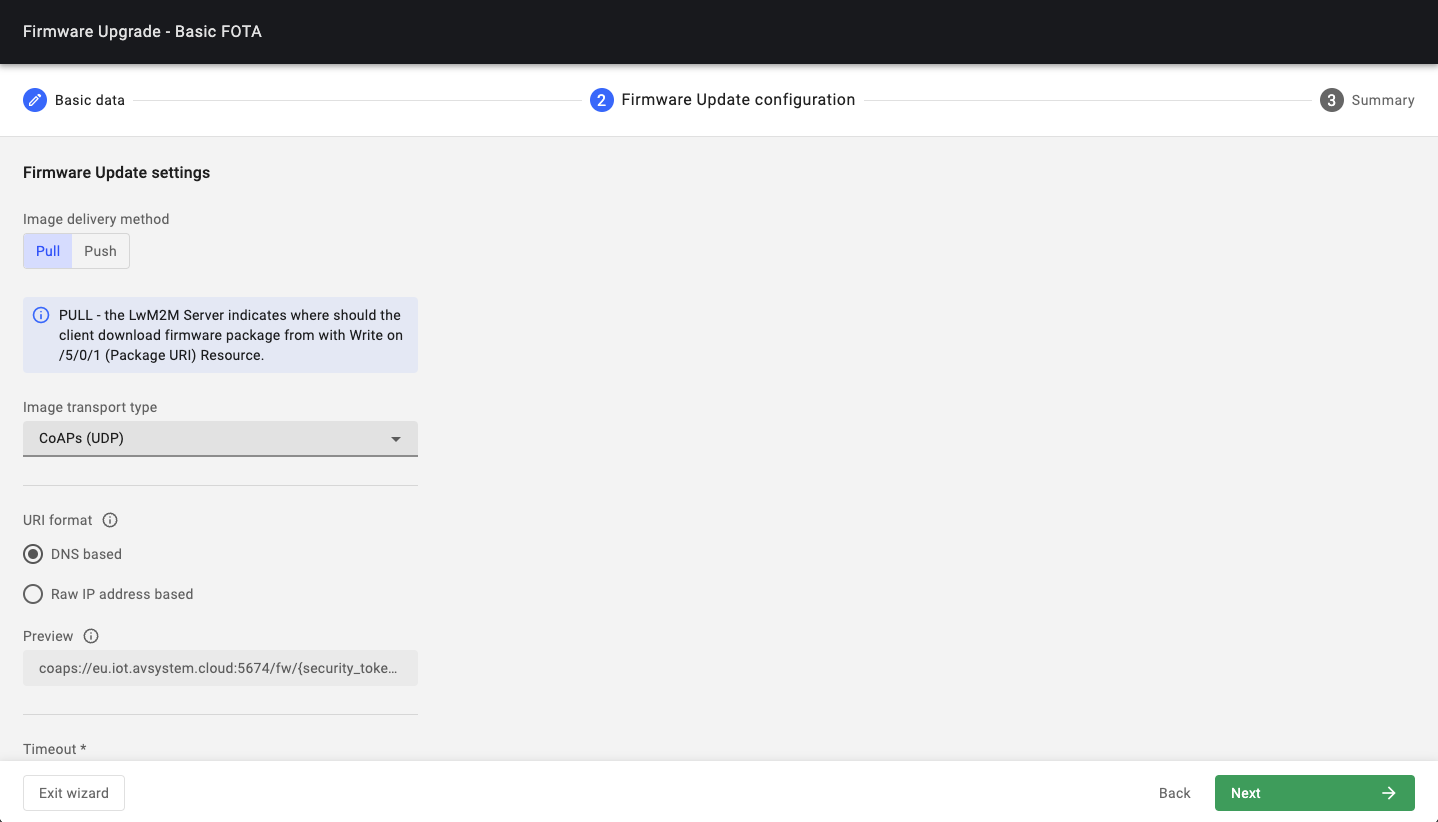 Firmware Upgrade - Basic FOTA
Basic data
2 Firmware Update configuration
3 Summary
Firmware Update settings
Image delivery method
Pull Push
PULL - the LwM2M Server indicates where should the
client download firmware package from with Write on
/5/0/1 (Package URI) Resource.
Image transport type
CoAPs (UDP)
URI format
DNS based
Raw IP address based
Preview
coaps://eu.iot.avsystem.cloud:5674/fw/{security_toke...
Timeout *
Exit wizard
Back
Next